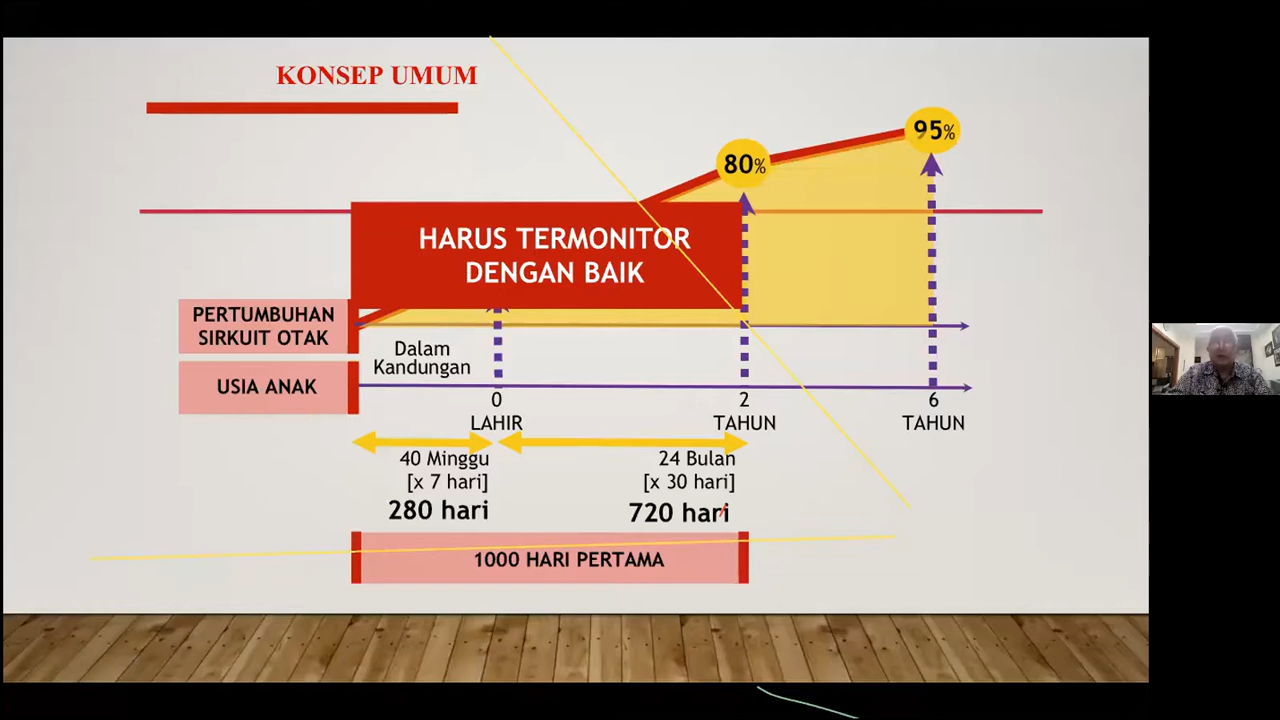 KONSEP UMUM
95%
80%
HARUS TERMONITOR
DENGAN BAIK
PERTUMBUHAN
SIRKUIT OTAK
Dalam
Kandungan
USIA ANAK
0
LAHIR
2
TAHUN
6
TAHUN
40 Minggu
[x 7 hari]
280 hari
24 Bulan
[x 30 hari]
720 hari
1000 HARI PERTAMA